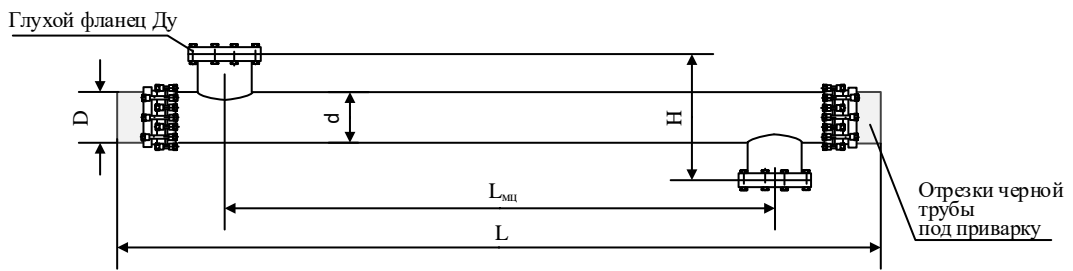 Глухой фланец Ду
D
d
H
Lмц
L
Отрезки черной
трубы
под приварку